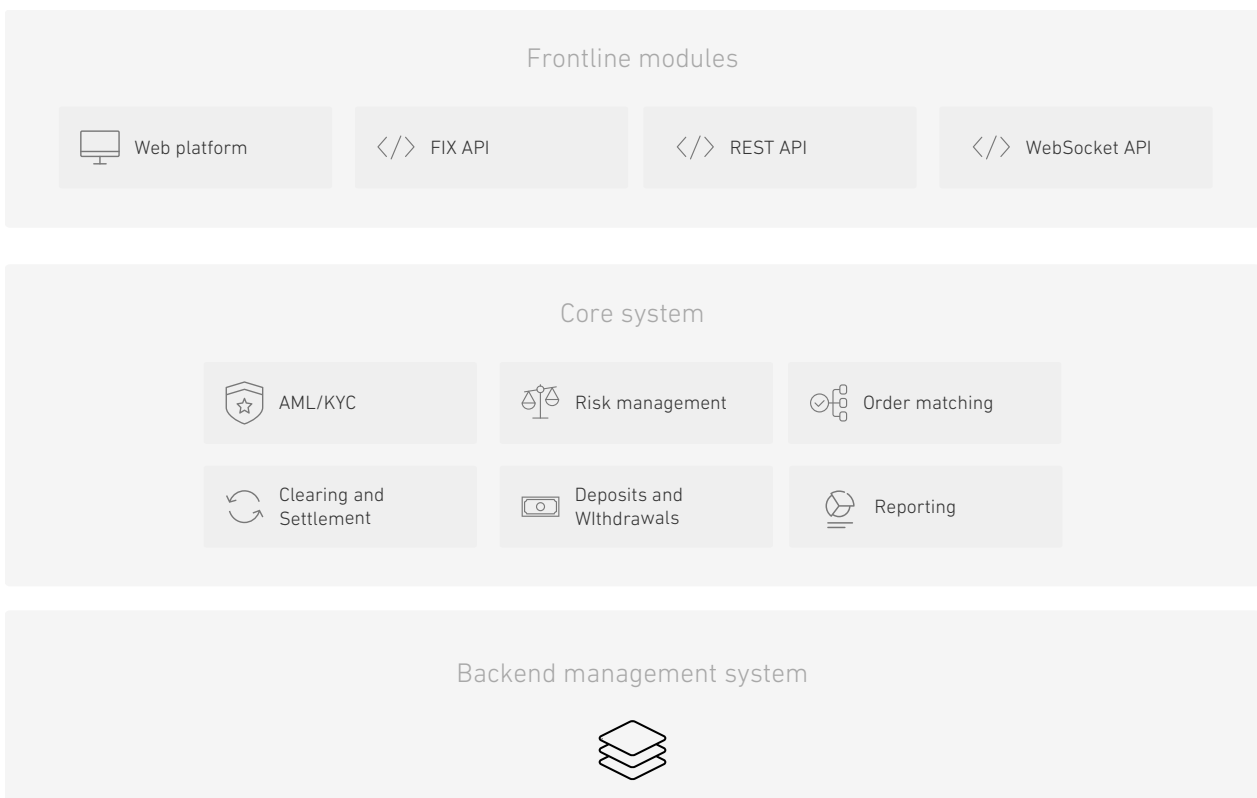 Frontline modules
Web platform
FIX API
REST API
WebSocket API
Core system
AML/KYC
Risk management
Order matching
Clearing and
Settlement
Deposits and
WIthdrawals
Reporting
Backend management system